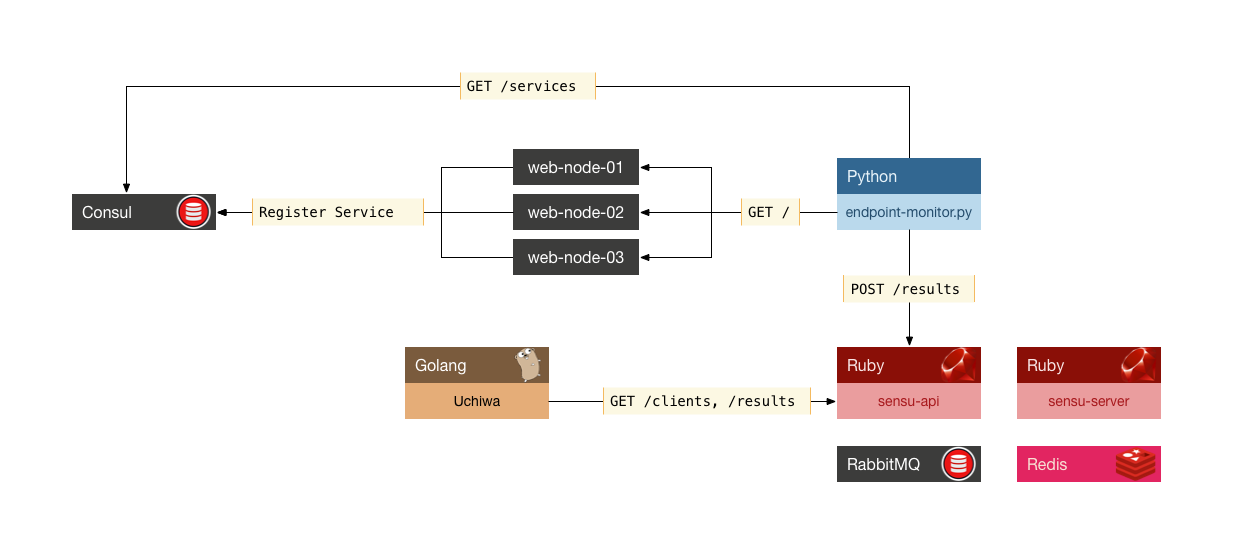 GET /services
web-node-01
Python
Consul
Register Service
web-node-02
GET /
endpoint-monitor.py
web-node-03
POST /results
Golang
Ruby
Ruby
Uchiwa
GET /clients, /results
sensu-api
sensu-server
RabbitMQ
Redis